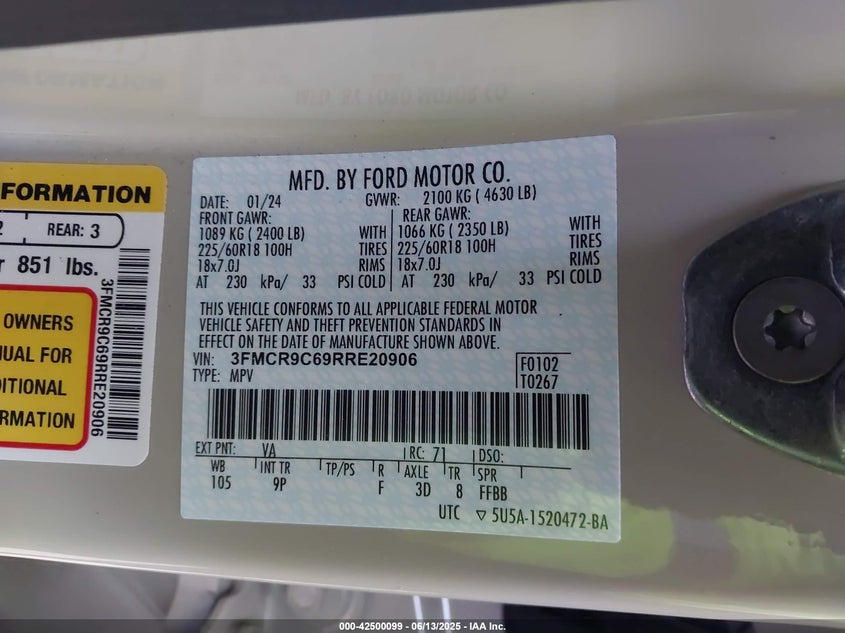 FORMATION
2 REAR: 3
r 851 lbs.
OWNERS
NUAL FOR
DITIONAL
ORMATION
3FMCR9C69RRE20906
MFD. BY FORD MOTOR CO.
DATE: 01/24 GVWR: 2100 KG ( 4630 LB)
FRONT GAWR: REAR GAWR:
1089 KG ( 2400 LB) WITH 1066 KG ( 2350 LB) WITH
225/60R18 100H TIRES 225/60R18 100H TIRES
18x7.0J RIMS 18x7.0J RIMS
AT 230 kPa/ 33 PSI COLD AT 230 kPa/ 33 PSI COLD
THIS VEHICLE CONFORMS TO ALL APPLICABLE FEDERAL MOTOR
VEHICLE SAFETY AND THEFT PREVENTION STANDARDS IN
EFFECT ON THE DATE OF MANUFACTURE SHOWN ABOVE.
VIN: 3FMCR9C69RRE20906 F0102
TYPE: MPV T0267
EXT PNT: VA RC: 71 DSO:
WB INT TR TP/PS R AXLE TR SPR
105 9P F 3D 8 FFBB
UTC ▽ 5U5A-1520472-BA
000-42500099 - 06/13/2025 - IAA Inc.